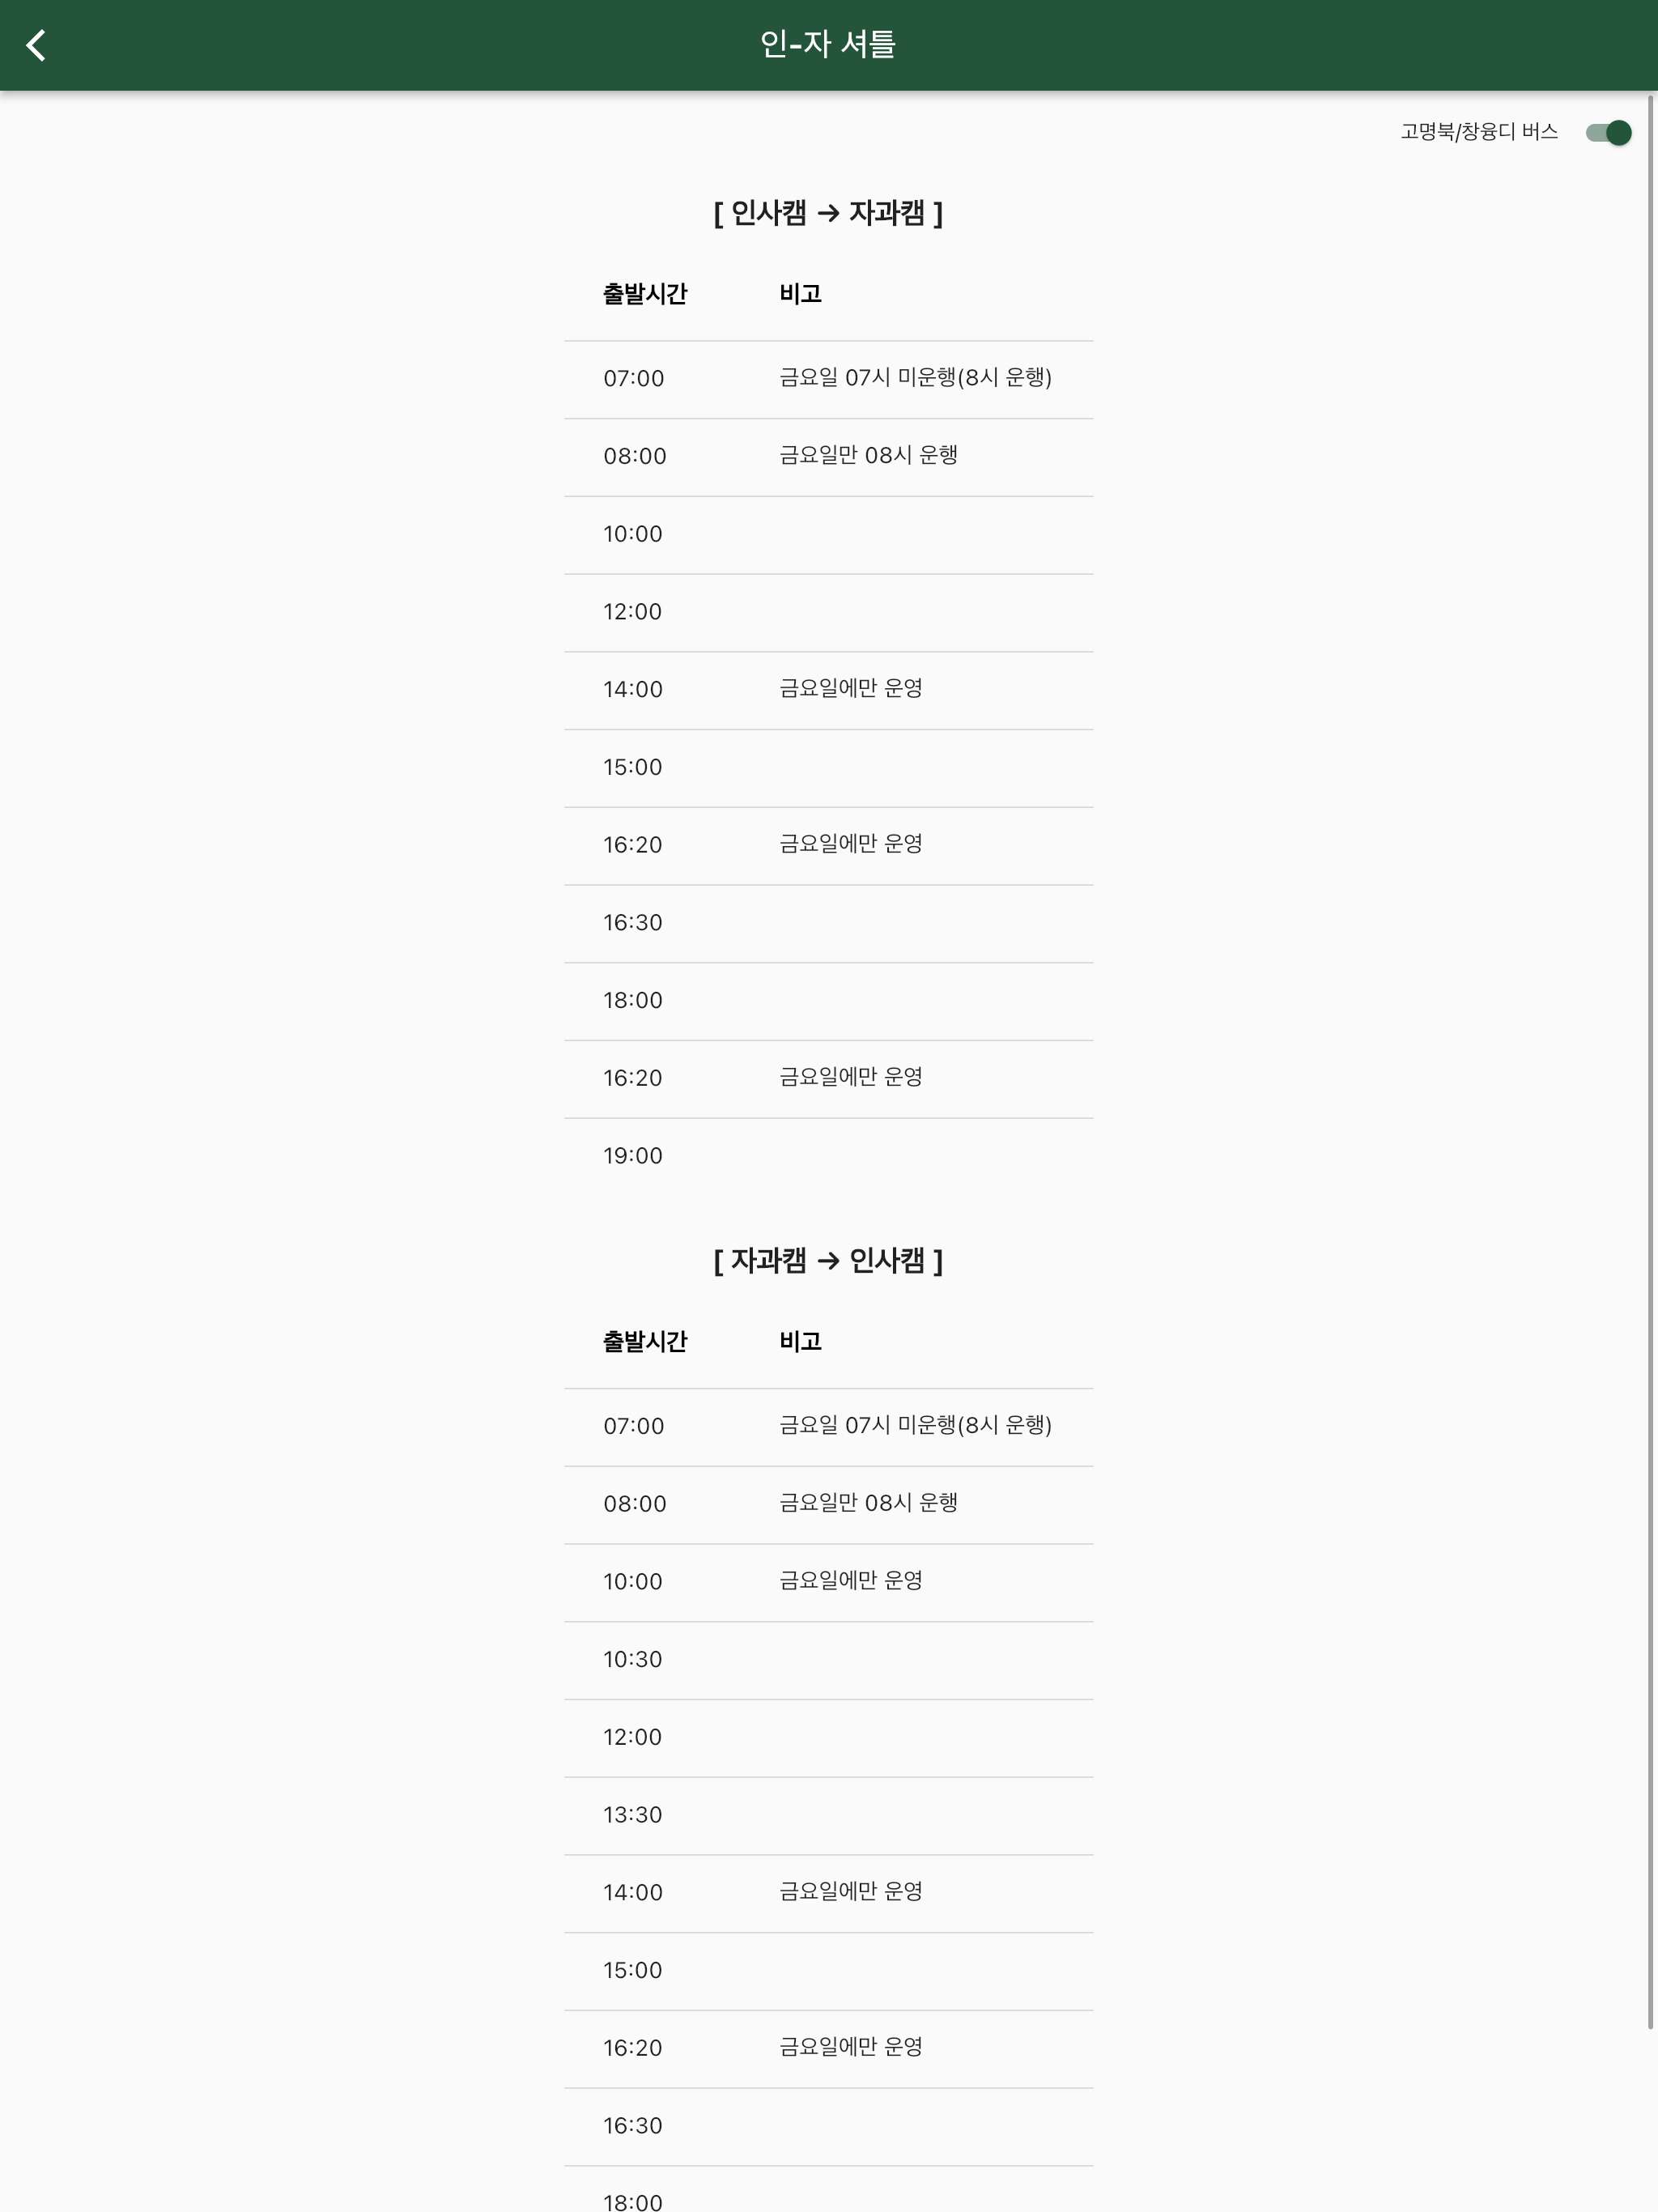 인-자 셔틀
고명북/창융디 버스
[ 인사캠 → 자과캠 ]
출발시간 비고
07:00 금요일 07시 미운행(8시 운행)
08:00 금요일만 08시 운행
10:00
12:00
14:00 금요일에만 운영
15:00
16:20 금요일에만 운영
16:30
18:00
16:20 금요일에만 운영
19:00
[ 자과캠 → 인사캠 ]
출발시간 비고
07:00 금요일 07시 미운행(8시 운행)
08:00 금요일만 08시 운행
10:00 금요일에만 운영
10:30
12:00
13:30
14:00 금요일에만 운영
15:00
16:20 금요일에만 운영
16:30
18:00